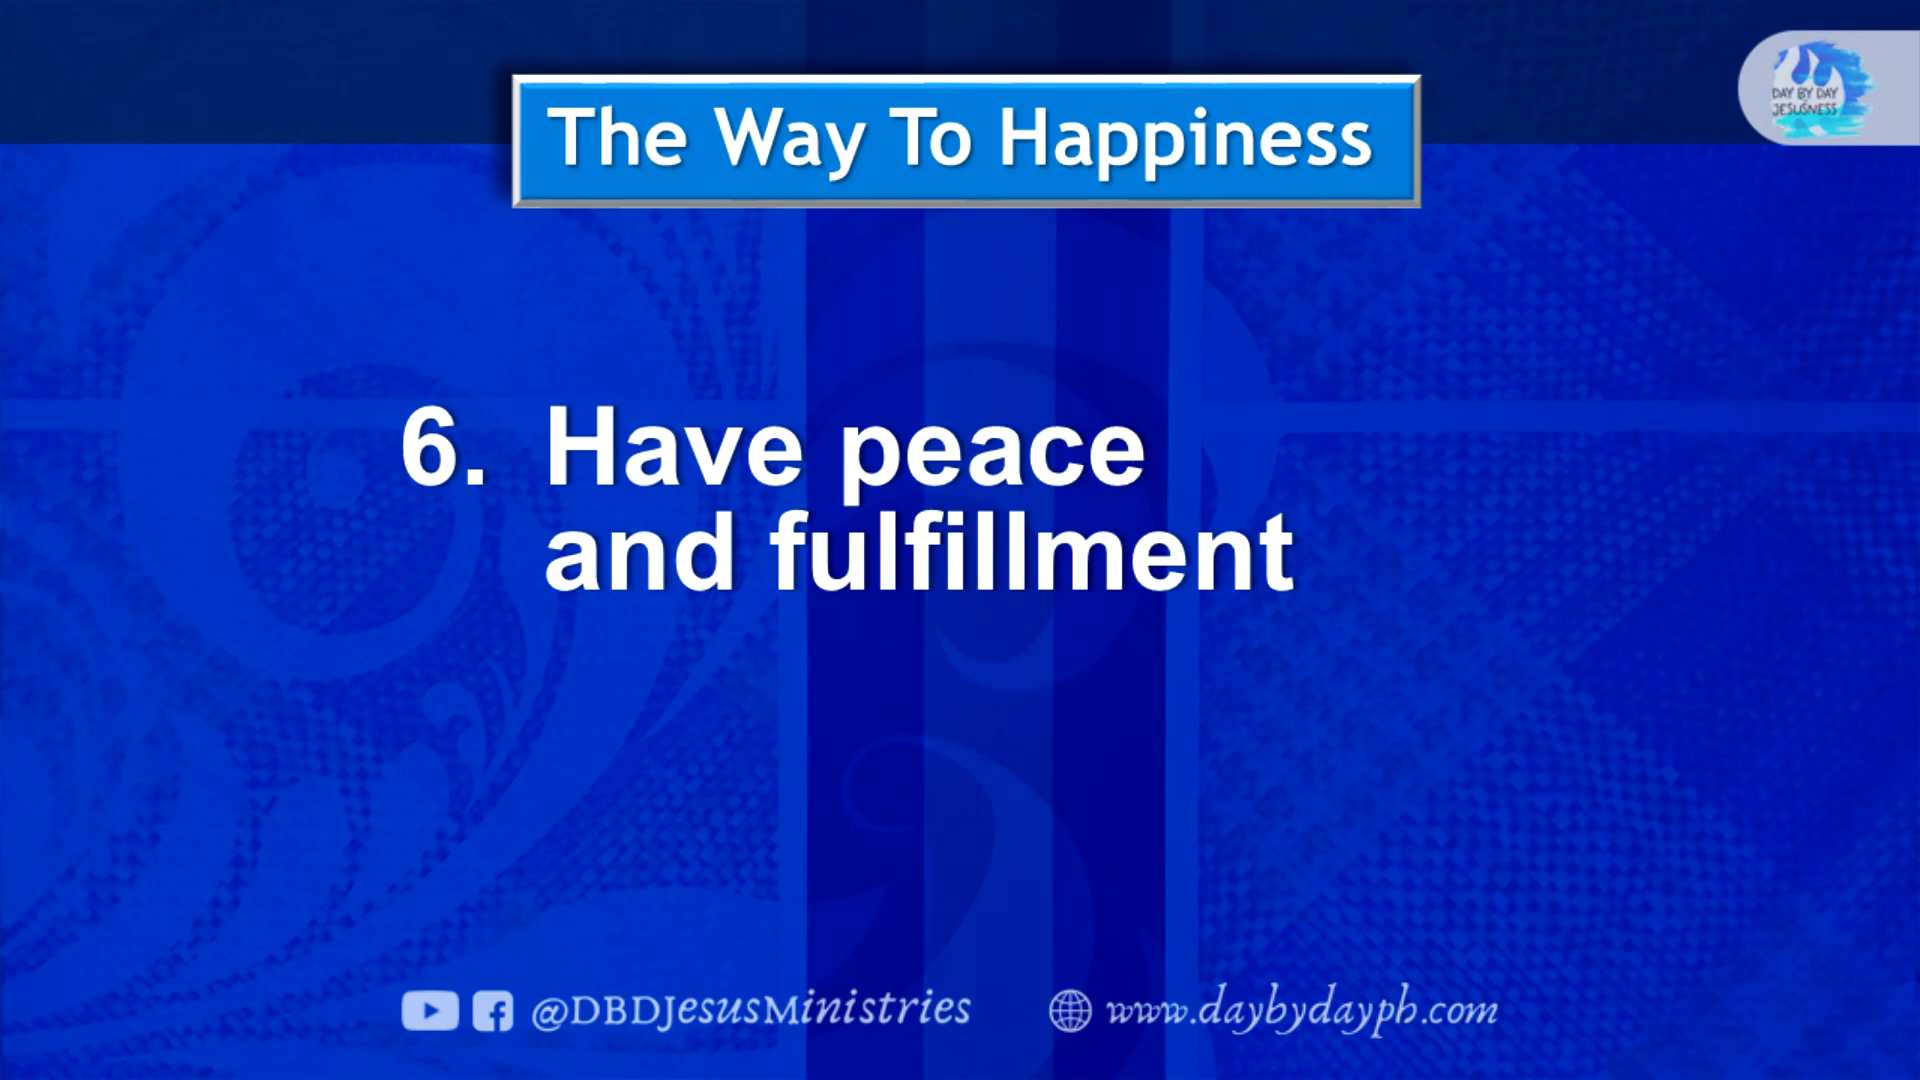 The Way To Happiness
DAY BY DAY
JESUSNESS
6. Have peace
and fulfillment
@DBDJesusMinistries www.daybydayph.com